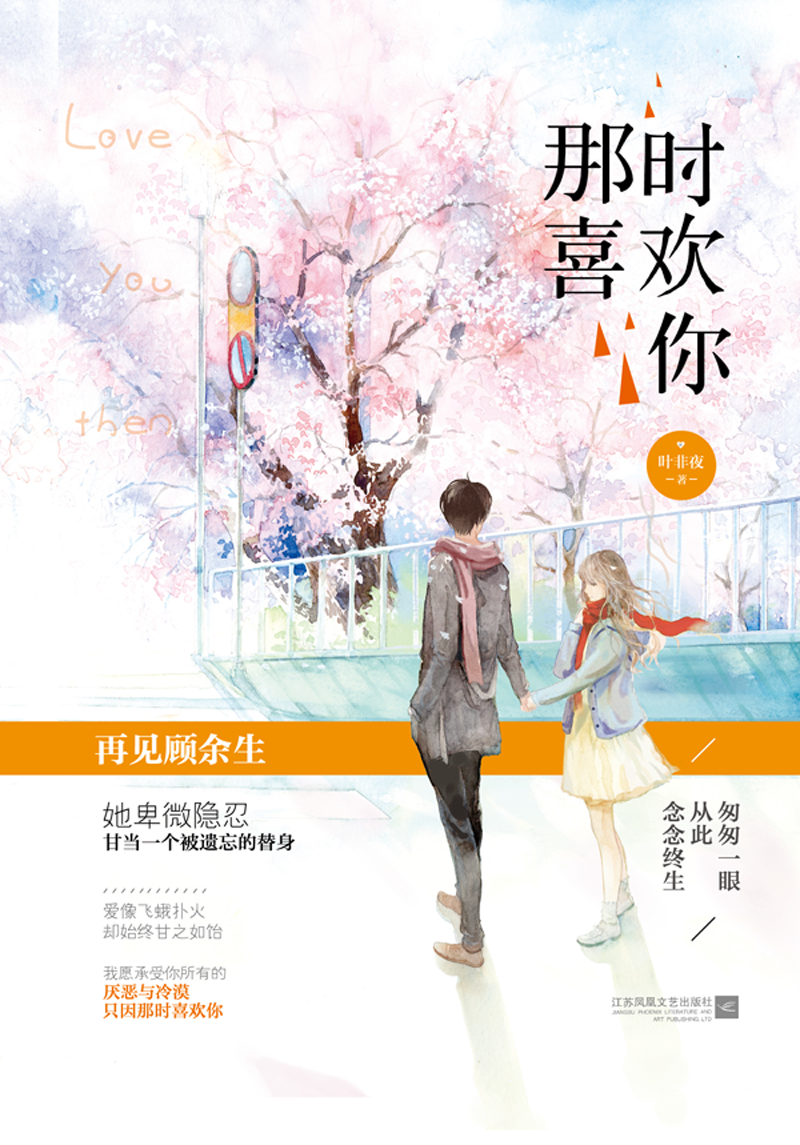 那时
喜欢
你
叶非夜
著
Love
you
then
再见顾余生
她卑微隐忍
甘当一个被遗忘的替身
爱像飞蛾扑火
却始终甘之如饴
我愿承受你所有的
厌恶与冷漠
只因那时喜欢你
匆匆一眼
从此
念念终生
江苏凤凰文艺出版社
JIANGSU PHOENIX LITERATURE AND
ART PUBLISHING, LTD